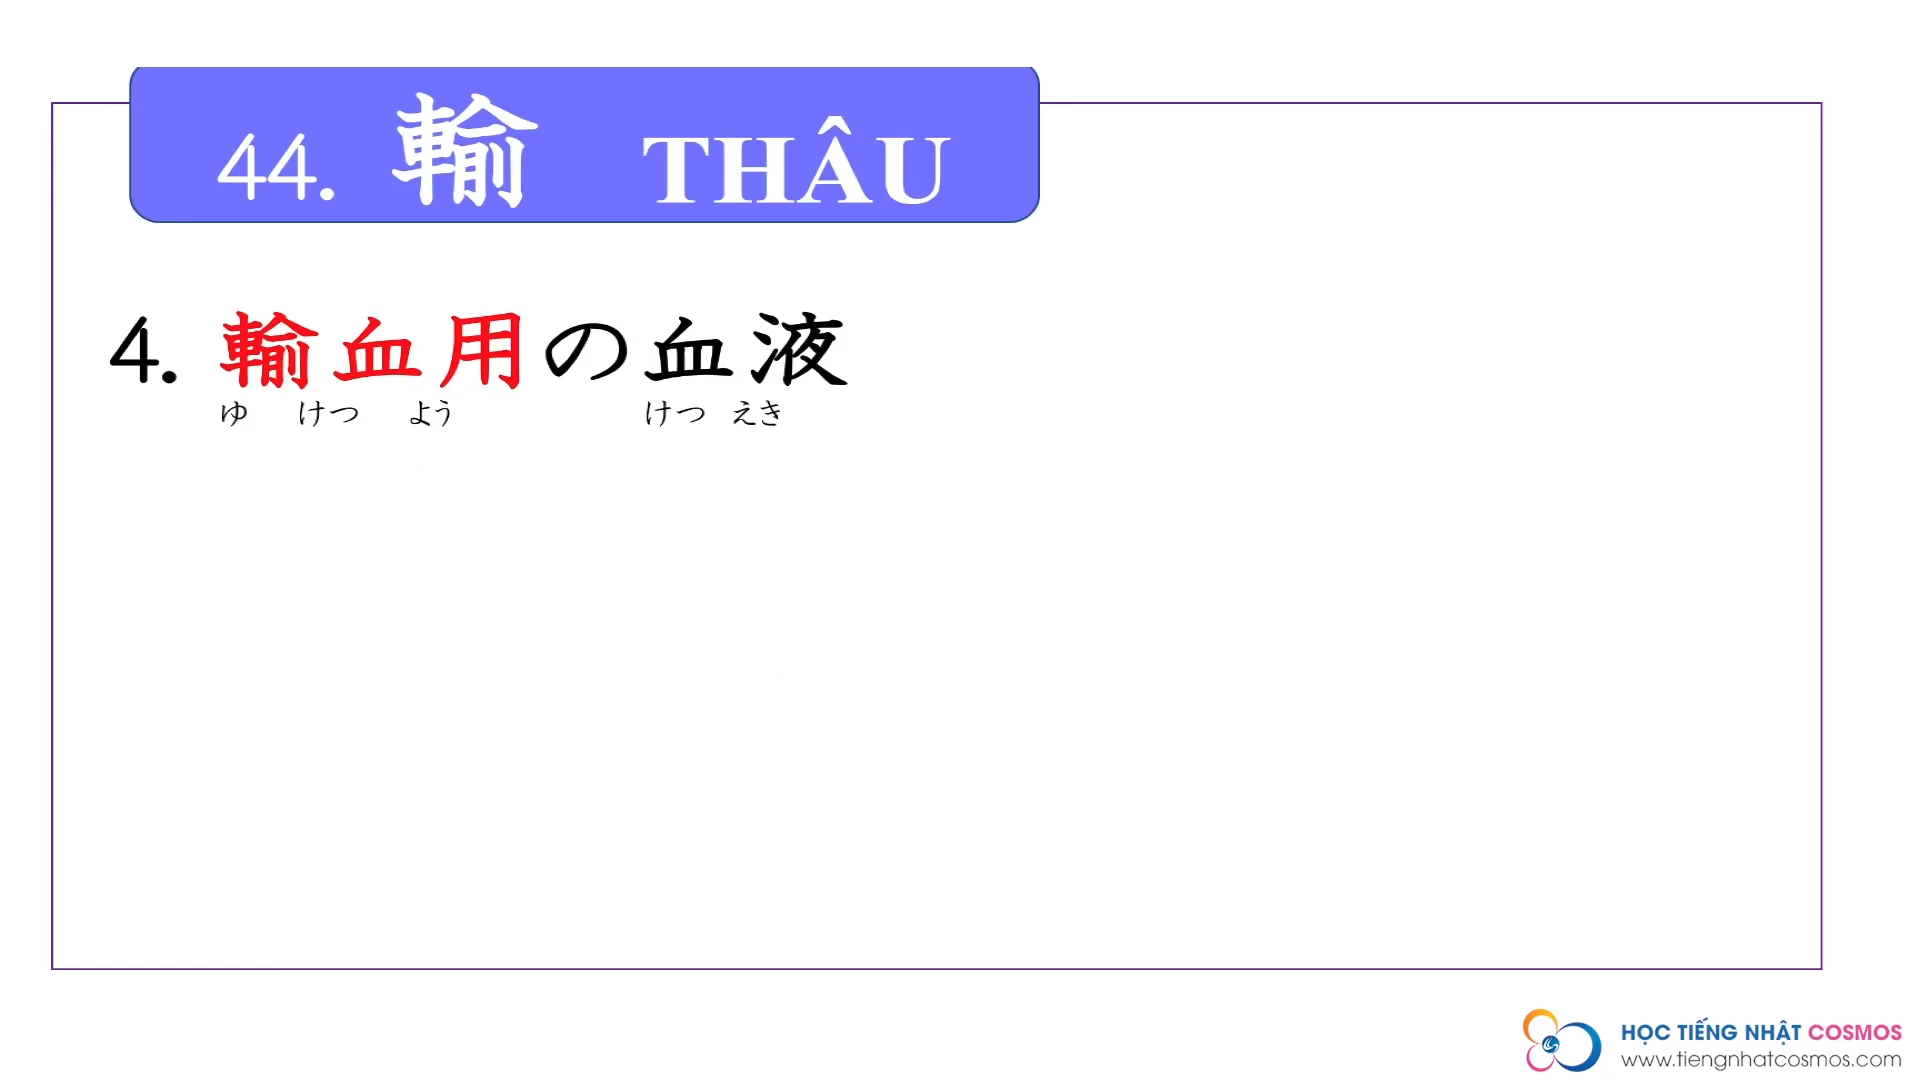 44. 輸 THÂU
4. 輸血用の血液
ゆ けつ よう けつ えき
HỌC TIẾNG NHẬT COSMOS
www.tiengnhatcosmos.com